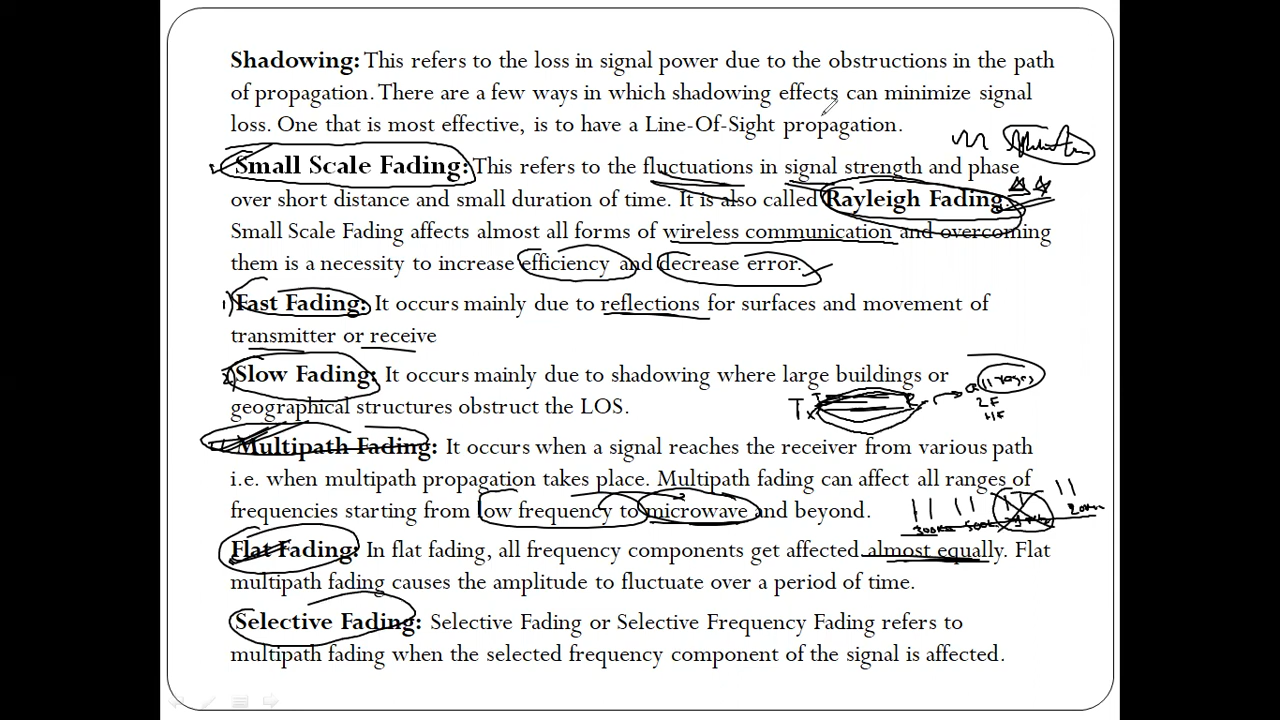 Shadowing: This refers to the loss in signal power due to the obstructions in the path
of propagation. There are a few ways in which shadowing effects can minimize signal
loss. One that is most effective, is to have a Line-Of-Sight propagation.
Small Scale Fading: This refers to the fluctuations in signal strength and phase
over short distance and small duration of time. It is also called Rayleigh Fading.
Small Scale Fading affects almost all forms of wireless communication and overcoming
them is a necessity to increase efficiency and decrease error.
1) Fast Fading: It occurs mainly due to reflections for surfaces and movement of
transmitter or receive
2) Slow Fading: It occurs mainly due to shadowing where large buildings or
geographical structures obstruct the LOS.
Tx
Multipath Fading: It occurs when a signal reaches the receiver from various path
i.e. when multipath propagation takes place. Multipath fading can affect all ranges of
frequencies starting from low frequency to microwave and beyond.
Flat Fading: In flat fading, all frequency components get affected almost equally. Flat
multipath fading causes the amplitude to fluctuate over a period of time.
Selective Fading: Selective Fading or Selective Frequency Fading refers to
multipath fading when the selected frequency component of the signal is affected.